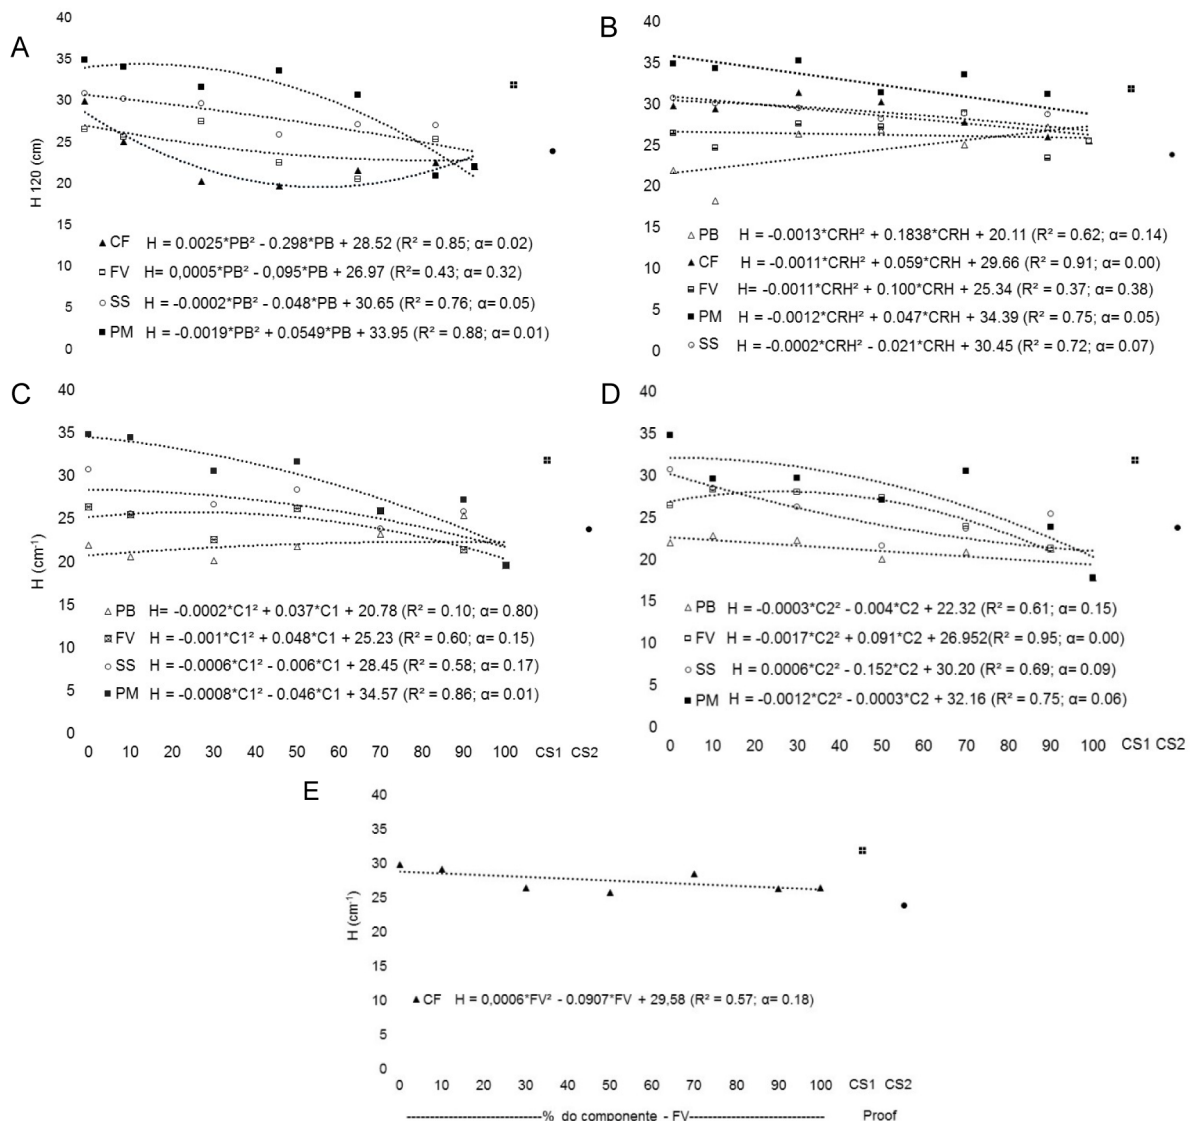 A
40
35
30
25
20
15
10
5
0
H 120 (cm)
CF H = 0.0025*PB² - 0.298*PB + 28.52 (R² = 0.85; α= 0.02)
FV H= 0,0005*PB² - 0,095*PB + 26.97 (R²= 0.43; α= 0.32)
SS H = -0.0002*PB² - 0.048*PB + 30.65 (R² = 0.76; α= 0.05)
PM H = -0.0019*PB² + 0.0549*PB + 33.95 (R² = 0.88; α= 0.01)
B
40
35
30
25
20
15
10
5
0
PB H = -0.0013*CRH² + 0.1838*CRH + 20.11 (R² = 0.62; α= 0.14)
CF H = -0.0011*CRH² + 0.059*CRH + 29.66 (R² = 0.91; α= 0.00)
FV H= -0.0011*CRH² + 0.100*CRH + 25.34 (R² = 0.37; α= 0.38)
PM H = -0.0012*CRH² + 0.047*CRH + 34.39 (R² = 0.75; α= 0.05)
SS H = -0.0002*CRH² - 0.021*CRH + 30.45 (R² = 0.72; α= 0.07)
C
40
35
30
25
20
15
10
5
0
H (cm⁻¹)
PB H= -0.0002*C1² + 0.037*C1 + 20.78 (R² = 0.10; α= 0.80)
FV H = -0.001*C1² + 0.048*C1 + 25.23 (R² = 0.60; α= 0.15)
SS H = -0.0006*C1² - 0.006*C1 + 28.45 (R² = 0.58; α= 0.17)
PM H = -0.0008*C1² - 0.046*C1 + 34.57 (R² = 0.86; α= 0.01)
0 10 30 50 70 90 100 CS1 CS2
D
40
35
30
25
20
15
10
5
0
PB H = -0.0003*C2² - 0.004*C2 + 22.32 (R² = 0.61; α= 0.15)
FV H = -0.0017*C2² + 0.091*C2 + 26.952(R² = 0.95; α= 0.00)
SS H = 0.0006*C2² - 0.152*C2 + 30.20 (R² = 0.69; α= 0.09)
PM H = -0.0012*C2² - 0.0003*C2 + 32.16 (R² = 0.75; α= 0.06)
0 10 30 50 70 90 100 CS1 CS2
E
40
35
30
25
20
15
10
5
0
H (cm⁻¹)
CF H = 0,0006*FV² - 0.0907*FV + 29,58 (R² = 0.57; α= 0.18)
0 10 30 50 70 90 100 CS1 CS2
------------------------------% do componente - FV------------------------------ Proof